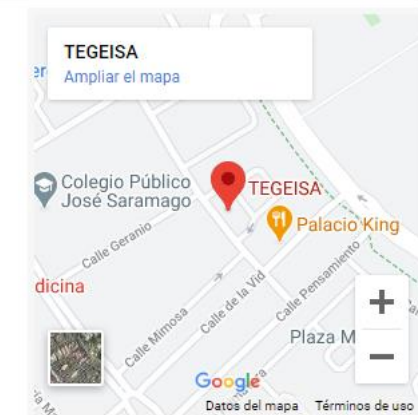 TEGEISA
Ampliar el mapa
Colegio Público
José Saramago
TEGEISA
Palacio King
Calle Geranio
dicina
Calle Mimosa
Calle de la Vid
Calle Pensamiento
Plaza M
Google
Datos del mapa
Términos de uso